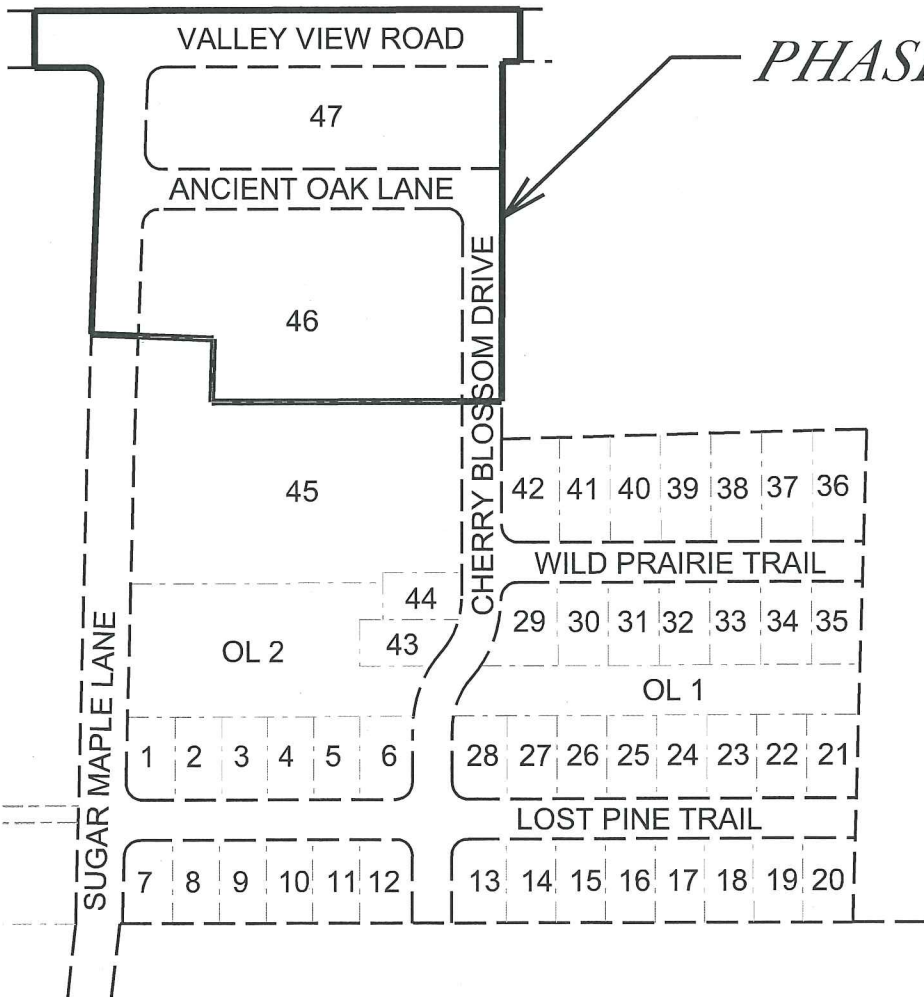 VALLEY VIEW ROAD
PHASE
47
ANCIENT OAK LANE
46
CHERRY BLOSSOM DRIVE
45
42 41 40 39 38 37 36
WILD PRAIRIE TRAIL
44
29 30 31 32 33 34 35
43
OL 2
OL 1
SUGAR MAPLE LANE
1 2 3 4 5 6
28 27 26 25 24 23 22 21
LOST PINE TRAIL
7 8 9 10 11 12
13 14 15 16 17 18 19 20